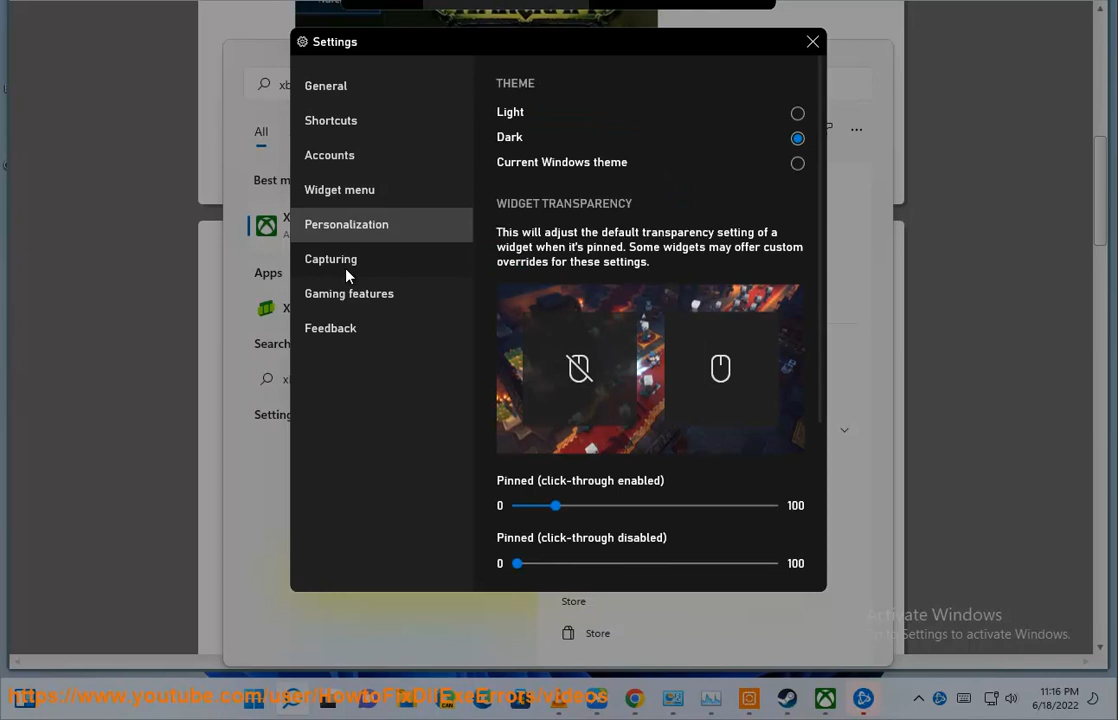 Settings
General
Shortcuts
Accounts
Widget menu
Personalization
Capturing
Gaming features
Feedback
THEME
Light
Dark
Current Windows theme
WIDGET TRANSPARENCY
This will adjust the default transparency setting of a
widget when it's pinned. Some widgets may offer custom
overrides for these settings.
Pinned (click-through enabled)
0 100
Pinned (click-through disabled)
0 100
xb
All
Best m
X
Apps
X
Search
xi
Setting
Store
Store
Activate Windows
to Settings to activate Windows.
https://www.youtube.com/user/HowtoFixDllExeErrors/videos
11:16 PM
6/18/2022